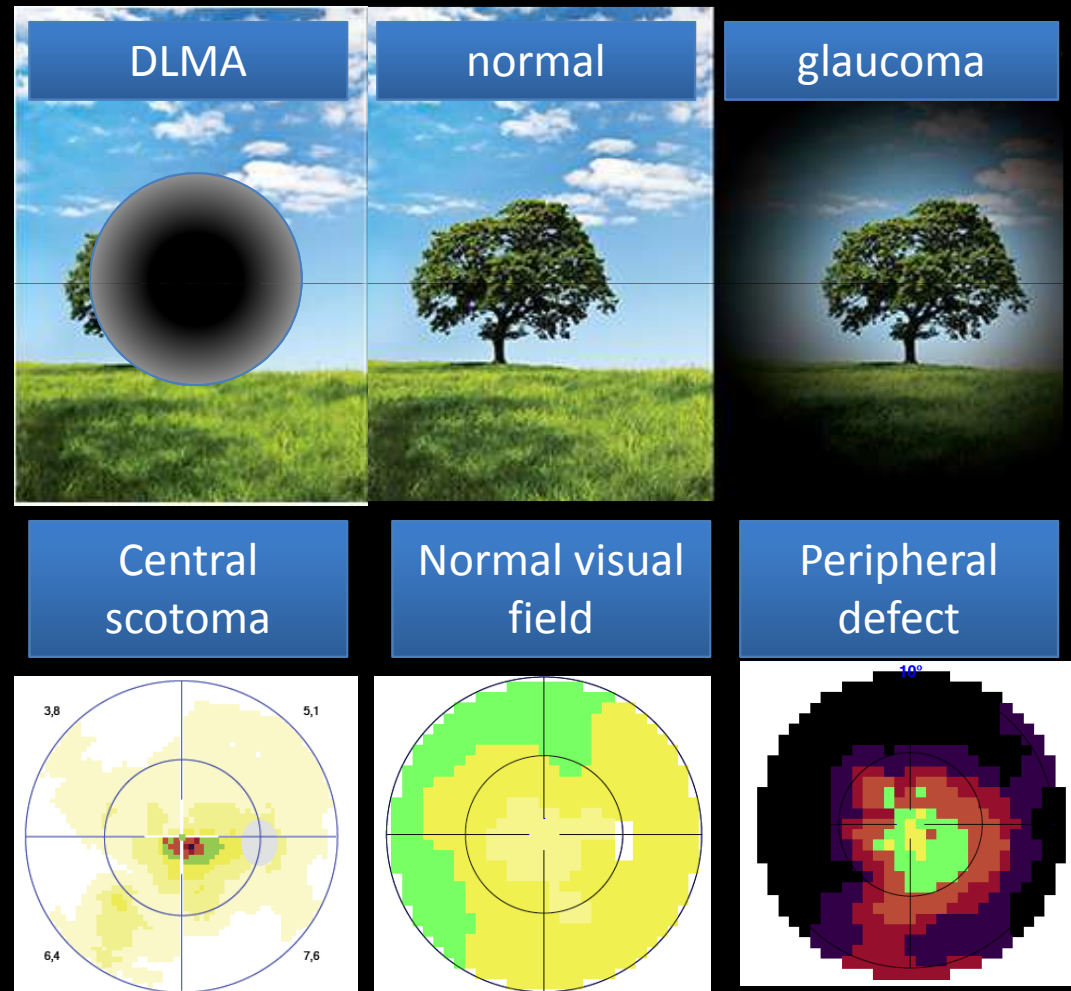 DLMA
normal
glaucoma
Central
scotoma
Normal visual
field
Peripheral
defect
3,8
5,1
10°
6,4
7,6